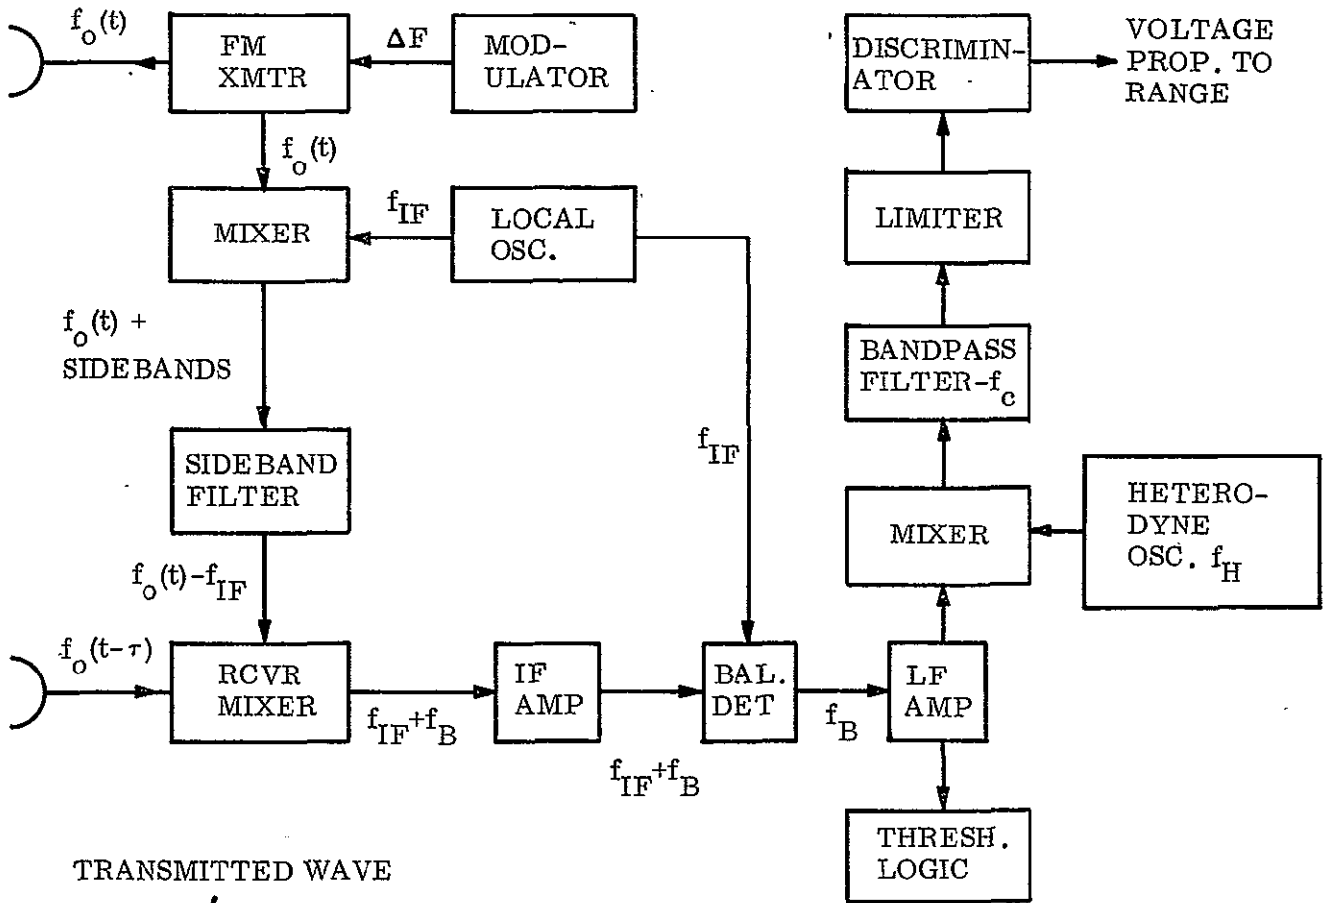 f_o(t)
FM
XMTR
ΔF
MOD-
ULATOR
DISCRIMIN-
ATOR
VOLTAGE
PROP. TO
RANGE
f_o(t)
MIXER
f_IF
LOCAL
OSC.
LIMITER
f_o(t) +
SIDEBANDS
BANDPASS
FILTER-f_c
SIDEBAND
FILTER
f_IF
MIXER
HETERO-
DYNE
OSC. f_H
f_o(t)-f_IF
f_o(t-τ)
RCVR
MIXER
f_IF+f_B
IF
AMP
f_IF+f_B
BAL.
DET
f_B
LF
AMP
THRESH.
LOGIC
TRANSMITTED WAVE